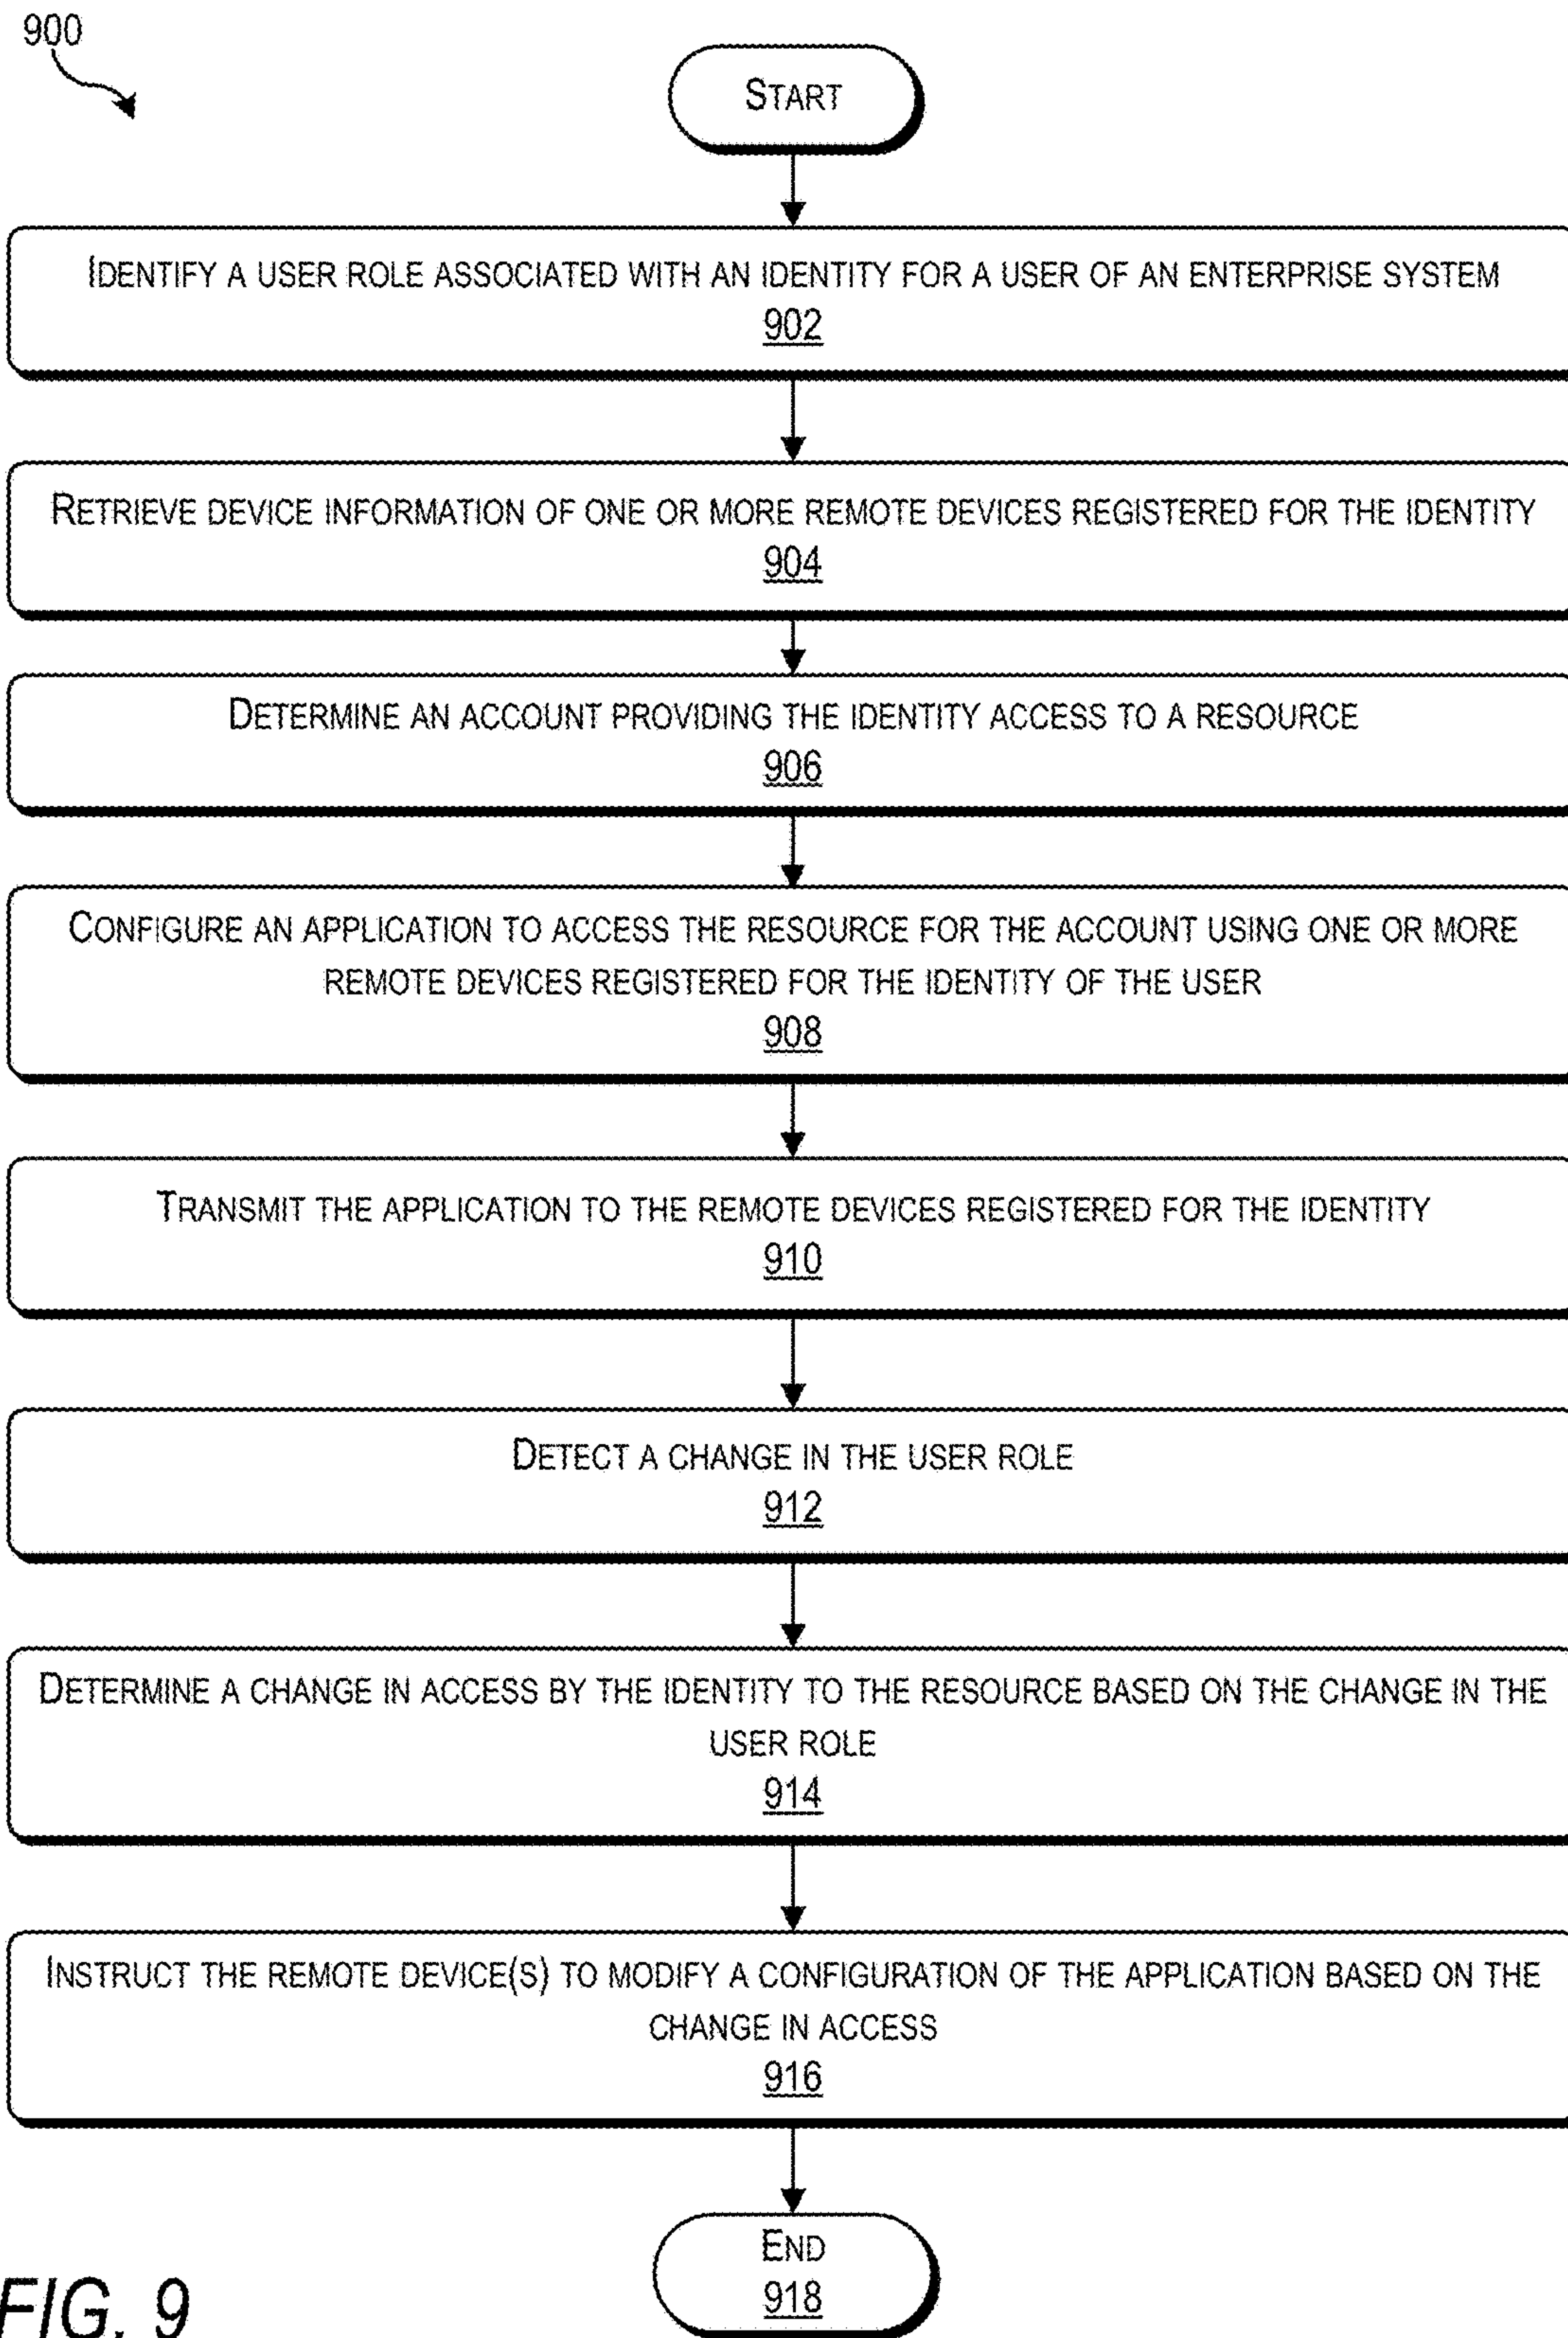 900
START
IDENTIFY A USER ROLE ASSOCIATED WITH AN IDENTITY FOR A USER OF AN ENTERPRISE SYSTEM
902
RETRIEVE DEVICE INFORMATION OF ONE OR MORE REMOTE DEVICES REGISTERED FOR THE IDENTITY
904
DETERMINE AN ACCOUNT PROVIDING THE IDENTITY ACCESS TO A RESOURCE
906
CONFIGURE AN APPLICATION TO ACCESS THE RESOURCE FOR THE ACCOUNT USING ONE OR MORE
REMOTE DEVICES REGISTERED FOR THE IDENTITY OF THE USER
908
TRANSMIT THE APPLICATION TO THE REMOTE DEVICES REGISTERED FOR THE IDENTITY
910
DETECT A CHANGE IN THE USER ROLE
912
DETERMINE A CHANGE IN ACCESS BY THE IDENTITY TO THE RESOURCE BASED ON THE CHANGE IN THE
USER ROLE
914
INSTRUCT THE REMOTE DEVICE(S) TO MODIFY A CONFIGURATION OF THE APPLICATION BASED ON THE
CHANGE IN ACCESS
916
END
918
FIG. 9